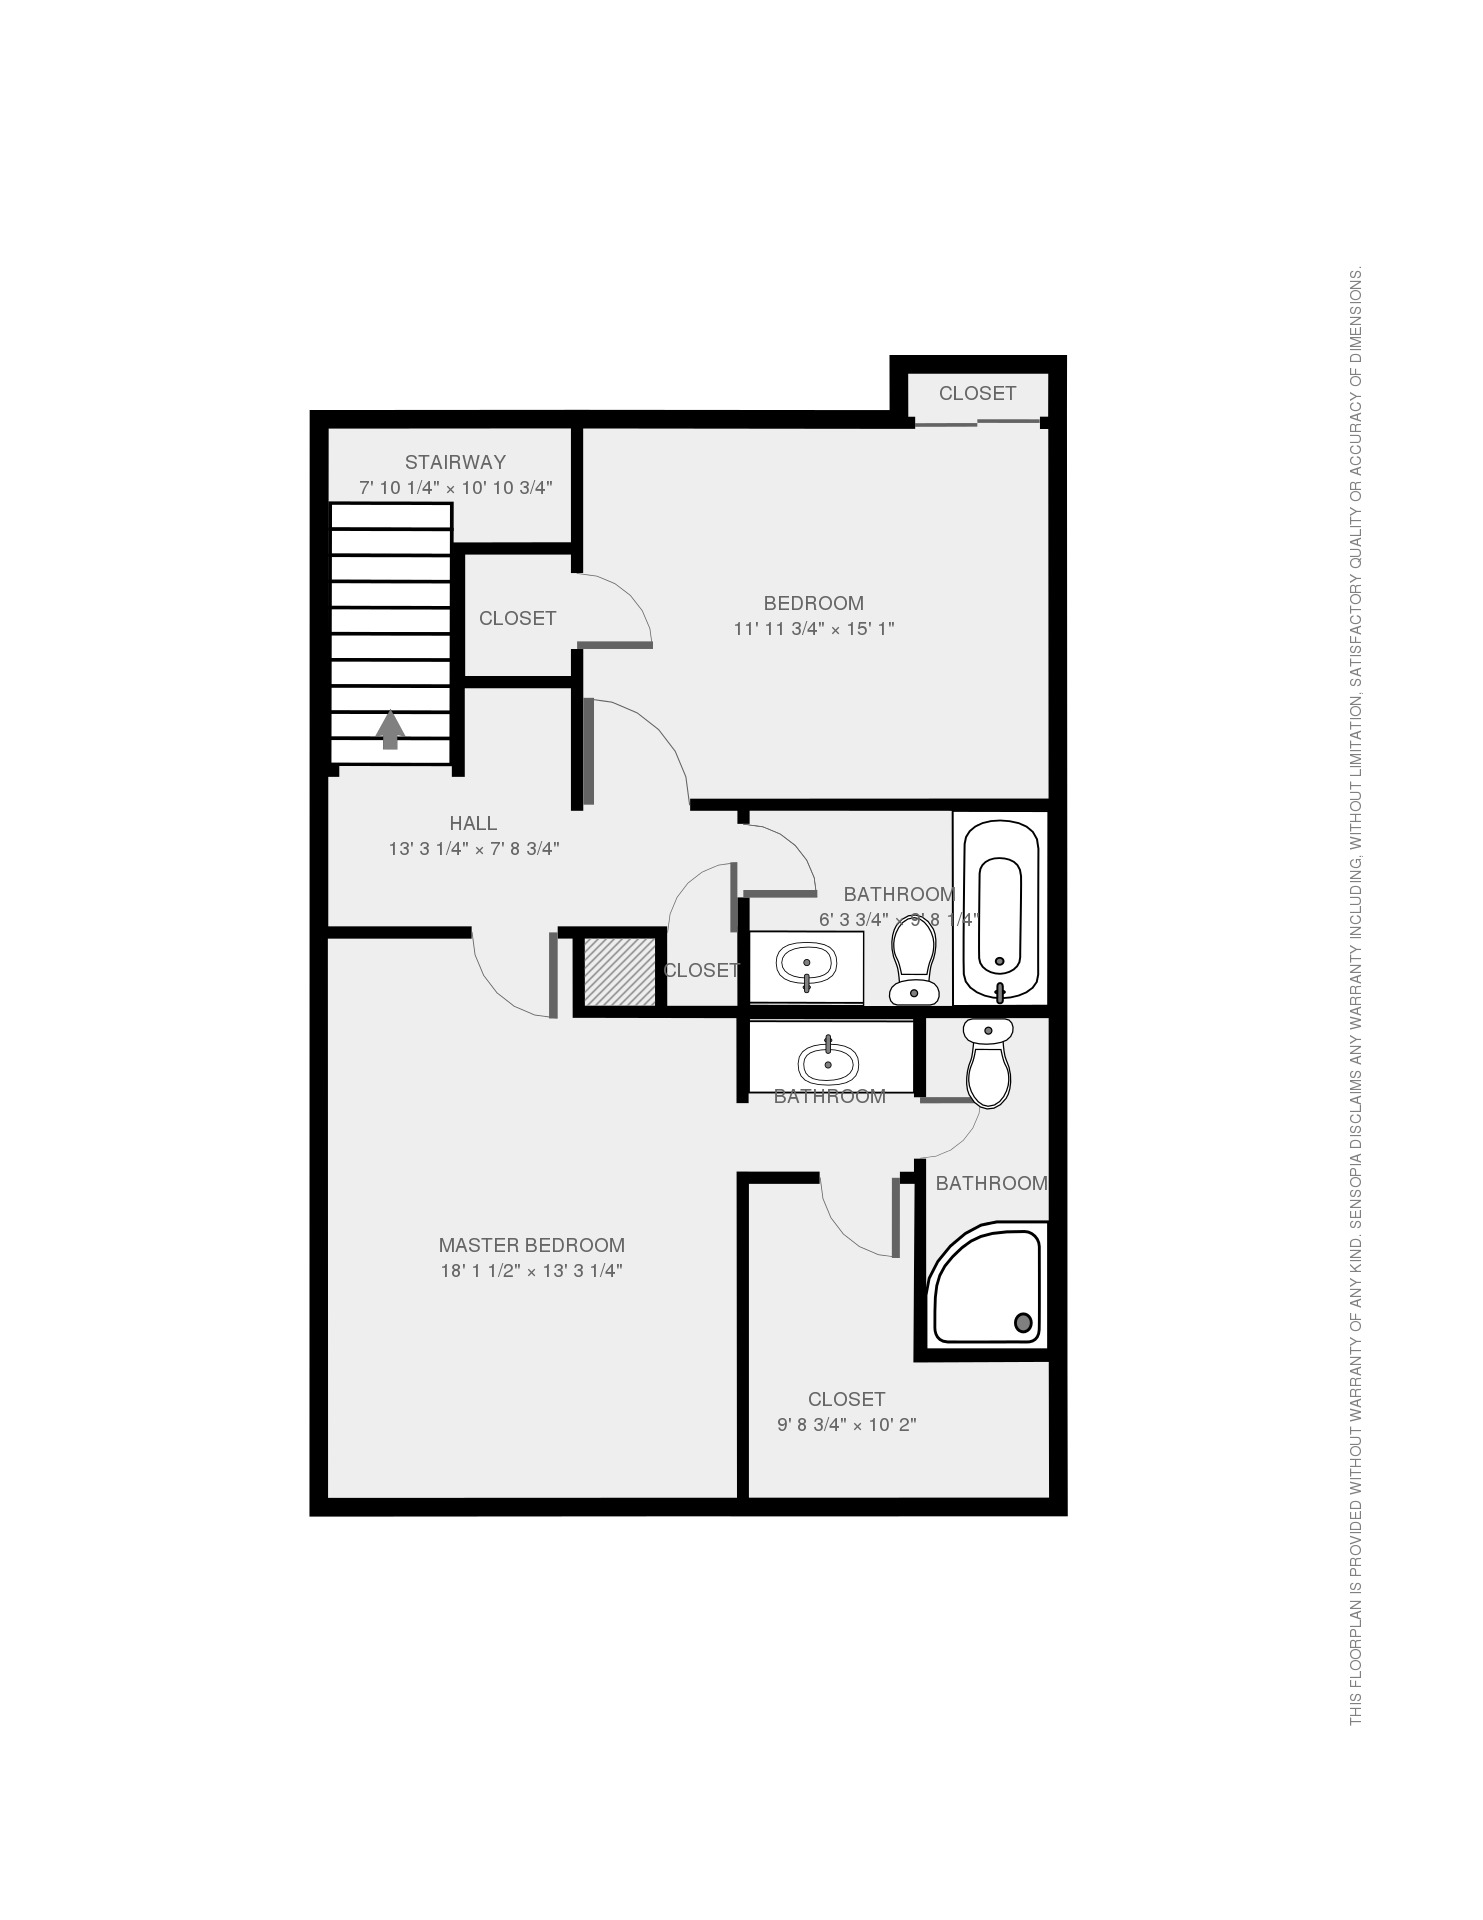 CLOSET
STAIRWAY
7' 10 1/4" × 10' 10 3/4"
BEDROOM
11' 11 3/4" × 15' 1"
CLOSET
HALL
13' 3 1/4" × 7' 8 3/4"
BATHROOM
6' 3 3/4" × 9' 8 1/4"
CLOSET
BATHROOM
BATHROOM
MASTER BEDROOM
18' 1 1/2" × 13' 3 1/4"
CLOSET
9' 8 3/4" × 10' 2"
THIS FLOORPLAN IS PROVIDED WITHOUT WARRANTY OF ANY KIND. SENSOPIA DISCLAIMS ANY WARRANTY INCLUDING, WITHOUT LIMITATION, SATISFACTORY QUALITY OR ACCURACY OF DIMENSIONS.